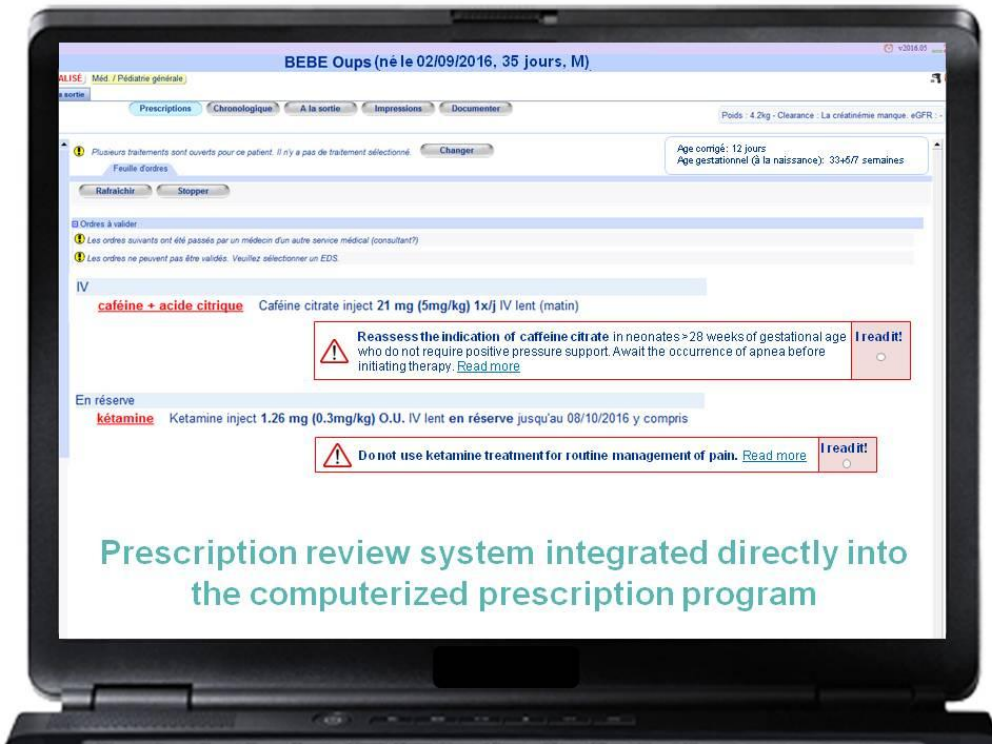 v2016.05
BEBE Oups (né le 02/09/2016, 35 jours, M)
ALISÉ Méd. / Pédiatrie générale
a sortie
Prescriptions Chronologique A la sortie Impressions Documenter
Poids : 4.2kg - Clearance : La créatinémie manque. eGFR : -
Plusieurs traitements sont ouverts pour ce patient. Il n'y a pas de traitement sélectionné. Changer
Age corrigé: 12 jours
Age gestationnel (à la naissance): 33+6/7 semaines
Feuille d'ordres
Rafraîchir Stopper
Ordres à valider
Les ordres suivants ont été passés par un médecin d'un autre service médical (consultant?)
Les ordres ne peuvent pas être validés. Veuillez sélectionner un EDS.
IV
caféine + acide citrique Caféine citrate inject 21 mg (5mg/kg) 1x/j IV lent (matin)
Reassess the indication of caffeine citrate in neonates >28 weeks of gestational age
who do not require positive pressure support. Await the occurrence of apnea before
initiating therapy. Read more
I read it!
En réserve
kétamine Ketamine inject 1.26 mg (0.3mg/kg) O.U. IV lent en réserve jusqu'au 08/10/2016 y compris
Do not use ketamine treatment for routine management of pain. Read more
I read it!
Prescription review system integrated directly into
the computerized prescription program